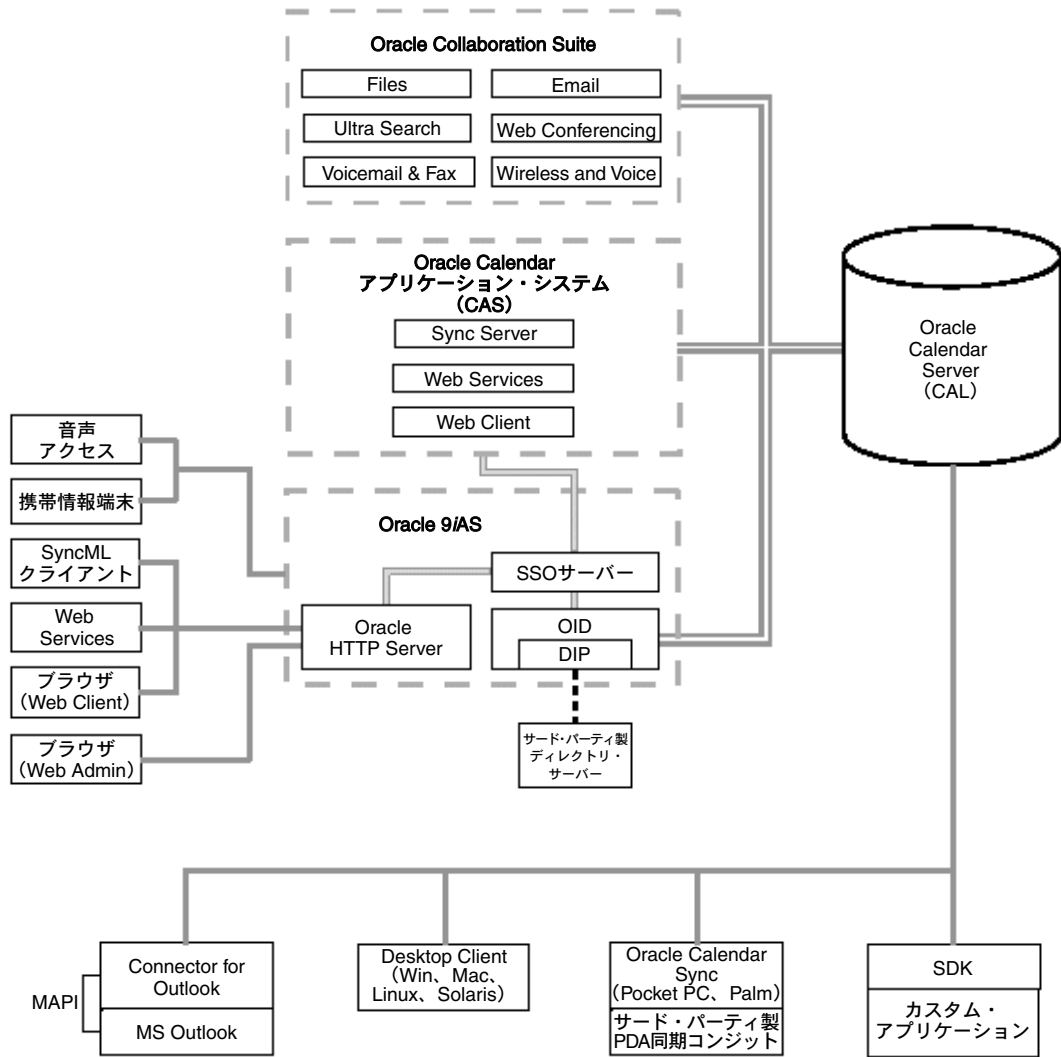 Oracle Collaboration Suite
Files
Email
Ultra Search
Web Conferencing
Voicemail & Fax
Wireless and Voice
Oracle Calendar
アプリケーション・システム
（CAS）
Sync Server
Web Services
Web Client
Oracle
Calendar
Server
（CAL）
音声
アクセス
携帯情報端末
SyncML
クライアント
Web
Services
ブラウザ
（Web Client）
ブラウザ
（Web Admin）
Oracle 9iAS
SSOサーバー
Oracle
HTTP Server
OID
DIP
サード・パーティ製
ディレクトリ・
サーバー
MAPI
Connector for
Outlook
MS Outlook
Desktop Client
（Win、Mac、
Linux、Solaris）
Oracle Calendar
Sync
（Pocket PC、Palm）
サード・パーティ製
PDA同期コンジット
SDK
カスタム・
アプリケーション